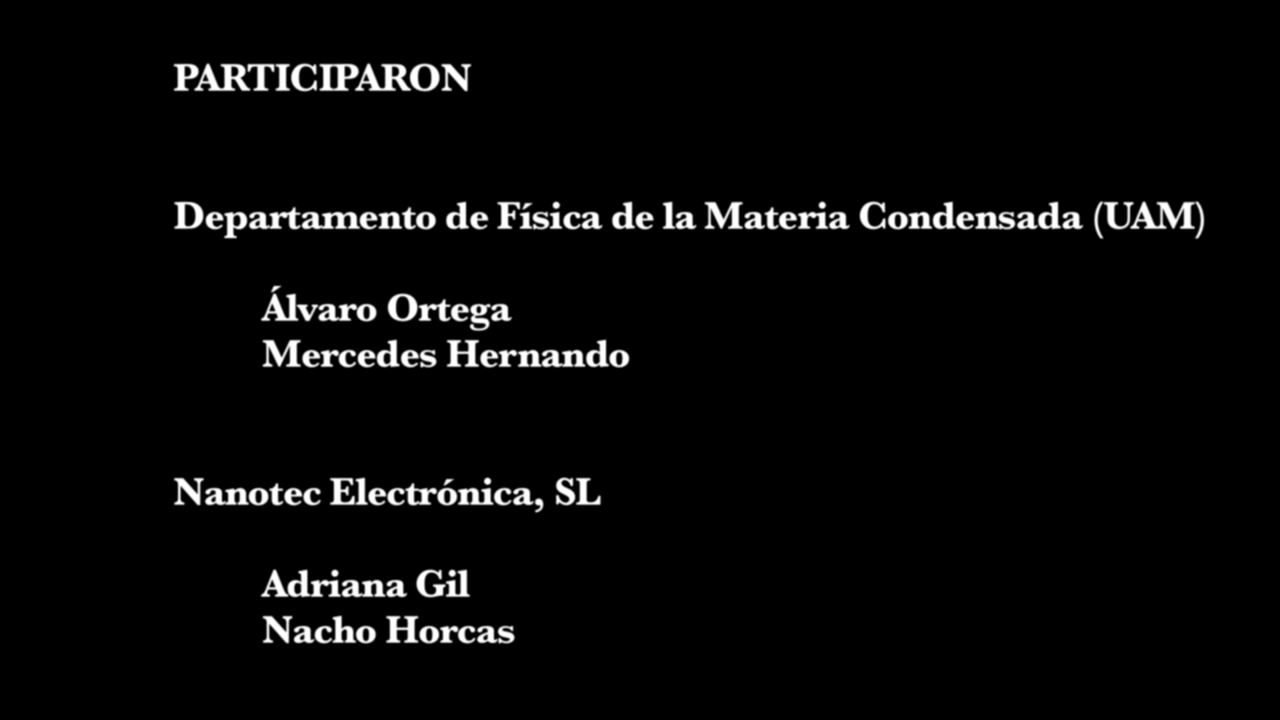 PARTICIPARON
Departamento de Física de la Materia Condensada (UAM)
Álvaro Ortega
Mercedes Hernando
Nanotec Electrónica, SL
Adriana Gil
Nacho Horcas